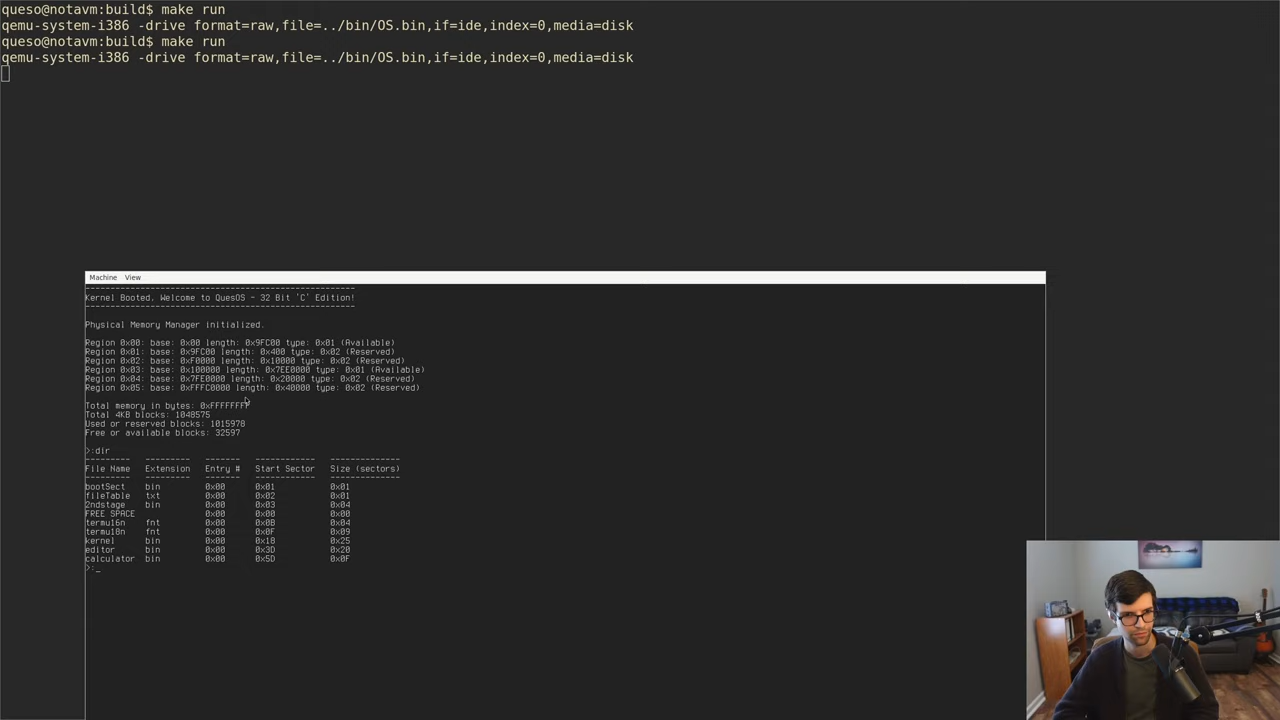 queso@notavm:build$ make run
qemu-system-i386 -drive format=raw,file=../bin/OS.bin,if=ide,index=0,media=disk
queso@notavm:build$ make run
qemu-system-i386 -drive format=raw,file=../bin/OS.bin,if=ide,index=0,media=disk
Machine View
------------------------------------------------------
Kernel Booted, Welcome to QuesOS - 32 Bit 'C' Edition!
------------------------------------------------------
Physical Memory Manager initialized.
Region 0x00: base: 0x00 length: 0x9FC00 type: 0x01 (Available)
Region 0x01: base: 0x9FC00 length: 0x400 type: 0x02 (Reserved)
Region 0x02: base: 0xF0000 length: 0x10000 type: 0x02 (Reserved)
Region 0x03: base: 0x100000 length: 0x7EE0000 type: 0x01 (Available)
Region 0x04: base: 0x7FE0000 length: 0x20000 type: 0x02 (Reserved)
Region 0x05: base: 0xFFFC0000 length: 0x40000 type: 0x02 (Reserved)
Total memory in bytes: 0xFFFFFFFF
Total 4KB blocks: 1048575
Used or reserved blocks: 1015978
Free or available blocks: 32597
>:dir
--------- --------- ------- ------------ --------------
File Name Extension Entry # Start Sector Size (sectors)
--------- --------- ------- ------------ --------------
bootSect bin 0x00 0x01 0x01
fileTable txt 0x00 0x02 0x01
2ndstage bin 0x00 0x03 0x04
FREE SPACE 0x00 0x00 0x00
termu16n fnt 0x00 0x0B 0x04
termu18n fnt 0x00 0x0F 0x09
kernel bin 0x00 0x18 0x25
editor bin 0x00 0x3D 0x20
calculator bin 0x00 0x5D 0x0F
>:_